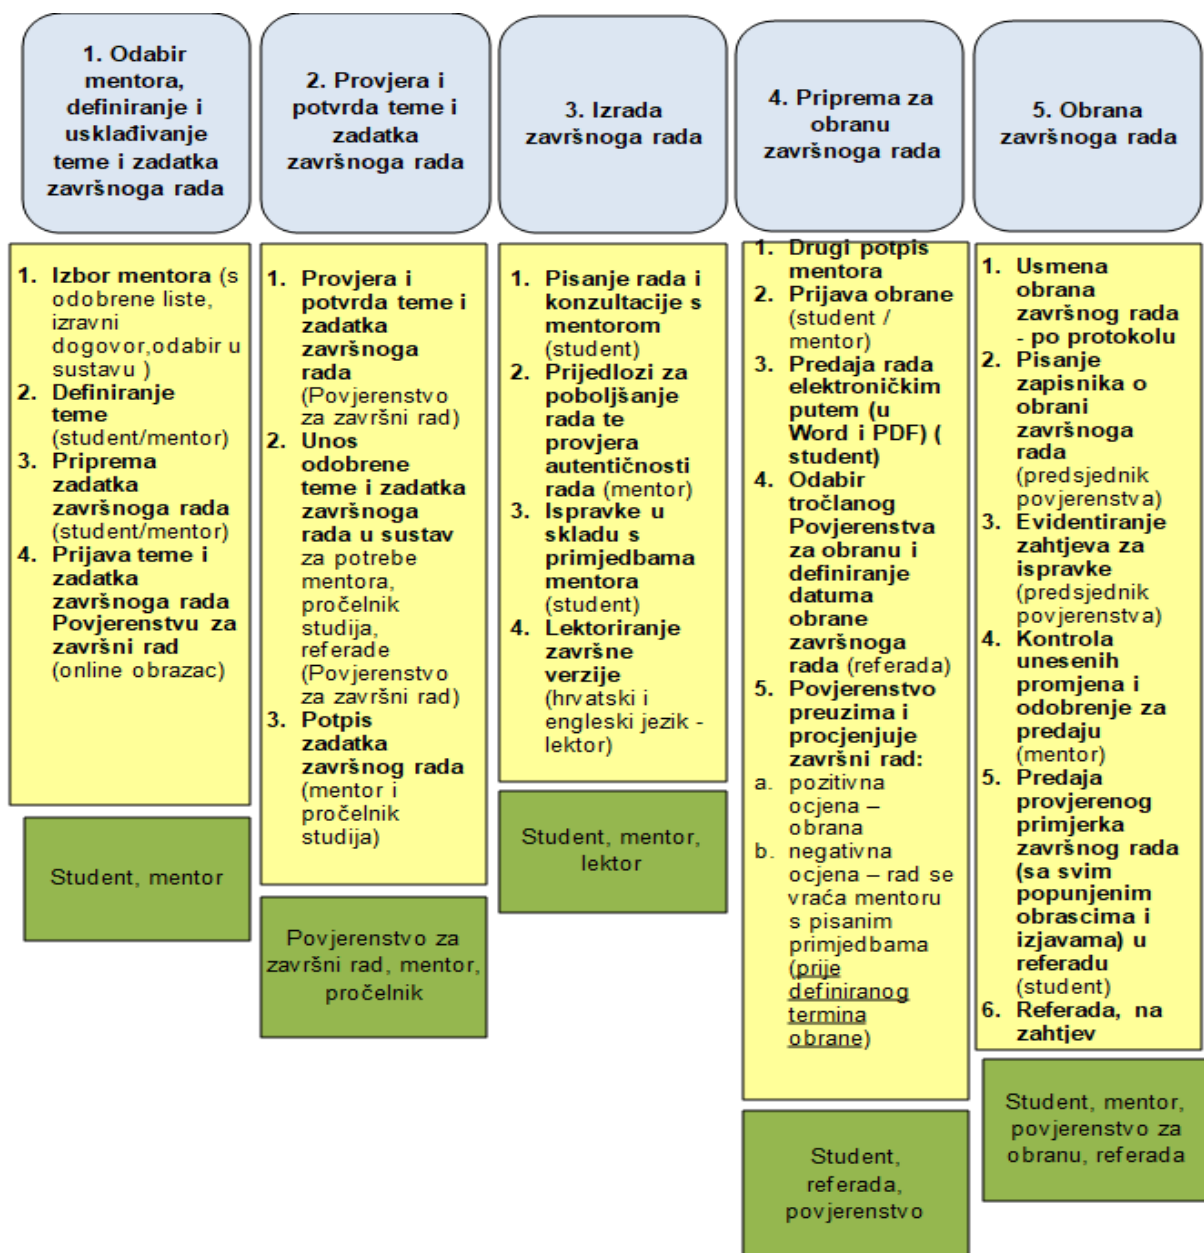 1. Odabir
mentora,
definiranje i
usklađivanje
teme i zadatka
završnoga rada
2. Provjera i
potvrda teme i
zadatka
završnoga rada
3. Izrada
završnoga rada
4. Priprema za
obranu
završnoga rada
5. Obrana
završnoga rada
1. Izbor mentora (s
odobrene liste,
izravni
dogovor,odabir u
sustavu )
2. Definiranje
teme
(student/mentor)
3. Priprema
zadatka
završnoga rada
(student/mentor)
4. Prijava teme i
zadatka
završnoga rada
Povjerenstvu za
završni rad
(online obrazac)
Student, mentor
1. Provjera i
potvrda teme i
zadatka
završnoga
rada
(Povjerenstvo
za završni rad)
2. Unos
odobrene
teme i zadatka
završnoga
rada u sustav
za potrebe
mentora,
pročelnik
studija,
referade
(Povjerenstvo
za završni rad)
3. Potpis
zadatka
završnog rada
(mentor i
pročelnik
studija)
Povjerenstvo za
završni rad, mentor,
pročelnik
1. Pisanje rada i
konzultacije s
mentorom
(student)
2. Prijedlozi za
poboljšanje
rada te
provjera
autentičnosti
rada (mentor)
3. Ispravke u
skladu s
primjedbama
mentora
(student)
4. Lektoriranje
završne
verzije
(hrvatski i
engleski jezik -
lektor)
Student, mentor,
lektor
1. Drugi potpis
mentora
2. Prijava obrane
(student /
mentor)
3. Predaja rada
elektroničkim
putem (u
Word i PDF) (
student)
4. Odabir
tročlanog
Povjerenstva
za obranu i
definiranje
datuma
obrane
završnoga
rada (referada)
5. Povjerenstvo
preuzima i
procjenjuje
završni rad:
a. pozitivna
ocjena –
obrana
b. negativna
ocjena – rad se
vraća mentoru
s pisanim
primjedbama
(prije
definiranog
termina
obrane)
Student,
referada,
povjerenstvo
1. Usmena
obrana
završnog rada
- po protokolu
2. Pisanje
zapisnika o
obrani
završnoga
rada
(predsjednik
povjerenstva)
3. Evidentiranje
zahtjeva za
ispravke
(predsjednik
povjerenstva)
4. Kontrola
unesenih
promjena i
odobrenje za
predaju
(mentor)
5. Predaja
provjerenog
primjerka
završnog rada
(sa svim
popunjenim
obrascima i
izjavama) u
referadu
(student)
6. Referada, na
zahtjev
Student, mentor,
povjerenstvo za
obranu, referada